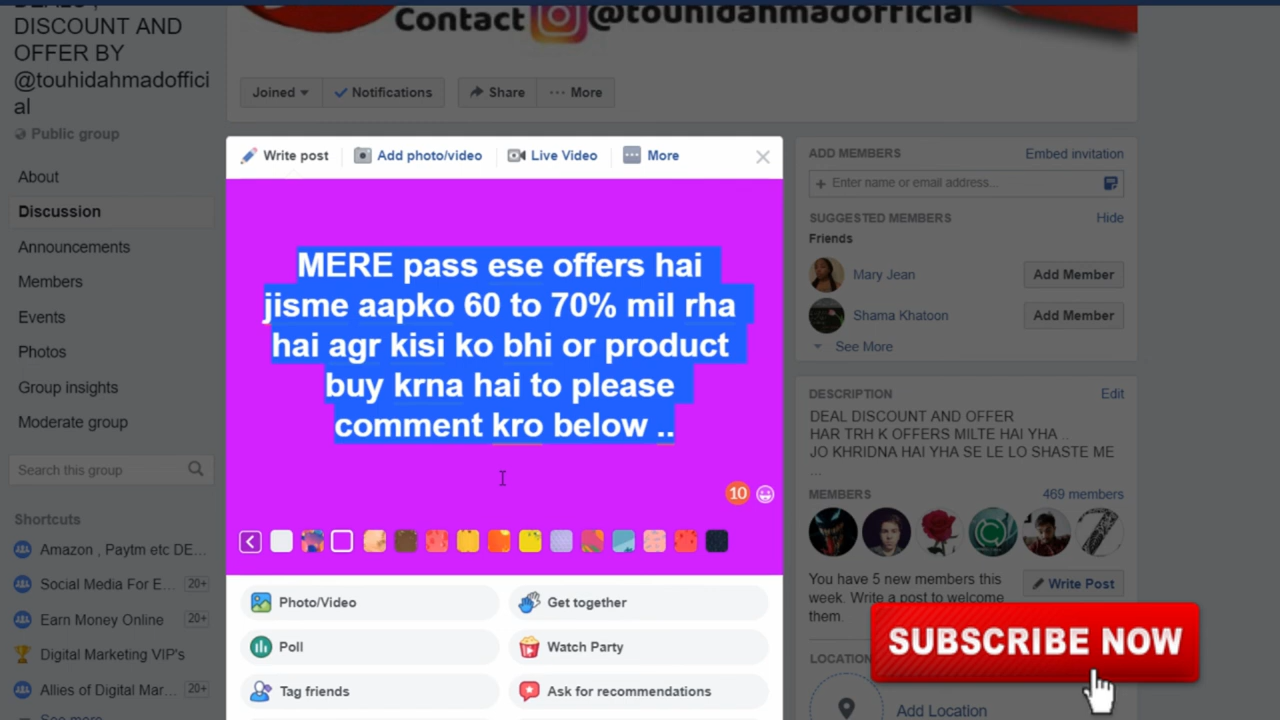 Contact @touhidahmadofficial
DISCOUNT AND
OFFER BY
@touhidahmadoffici
al
Public group
Joined
Notifications
Share
More
About
Discussion
Announcements
Members
Events
Photos
Group insights
Moderate group
Search this group
Shortcuts
Amazon , Paytm etc DE...
Social Media For E... 20+
Earn Money Online 20+
Digital Marketing VIP's
Allies of Digital Mar... 20+
See more
Write post
Add photo/video
Live Video
More
MERE pass ese offers hai
jisme aapko 60 to 70% mil rha
hai agr kisi ko bhi or product
buy krna hai to please
comment kro below ..
10
Photo/Video
Get together
Poll
Watch Party
Tag friends
Ask for recommendations
ADD MEMBERS
Embed invitation
Enter name or email address...
SUGGESTED MEMBERS
Hide
Friends
Mary Jean
Add Member
Shama Khatoon
Add Member
See More
DESCRIPTION
Edit
DEAL DISCOUNT AND OFFER
HAR TRH K OFFERS MILTE HAI YHA ..
JO KHRIDNA HAI YHA SE LE LO SHASTE ME
...
MEMBERS
469 members
You have 5 new members this
week. Write a post to welcome
them.
Write Post
SUBSCRIBE NOW
LOCATION
Add Location